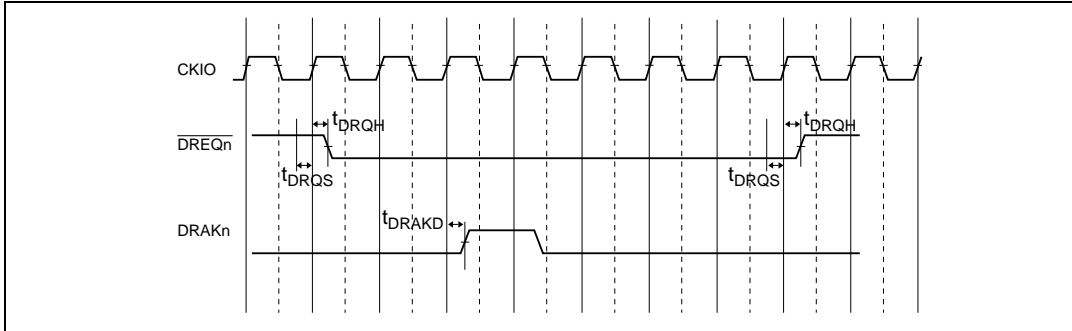 CKIO
tDRQH
tDRQH
DREQn
tDRQS
tDRQS
tDRAKD
DRAKn